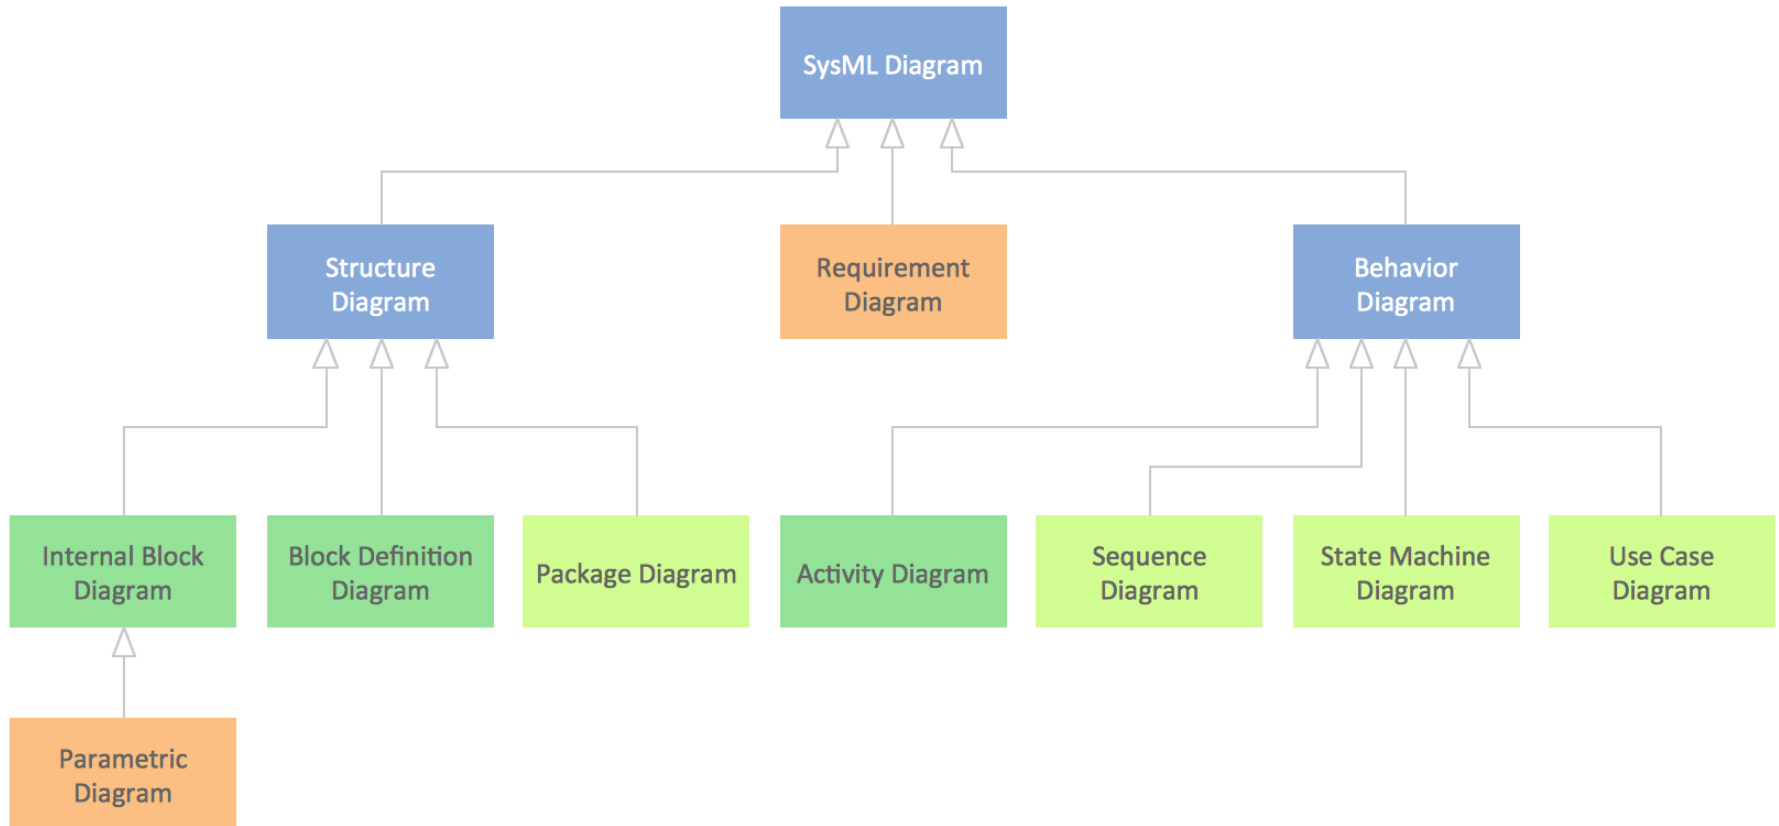 SysML Diagram
Structure
Diagram
Requirement
Diagram
Behavior
Diagram
Internal Block
Diagram
Block Definition
Diagram
Package Diagram
Activity Diagram
Sequence
Diagram
State Machine
Diagram
Use Case
Diagram
Parametric
Diagram